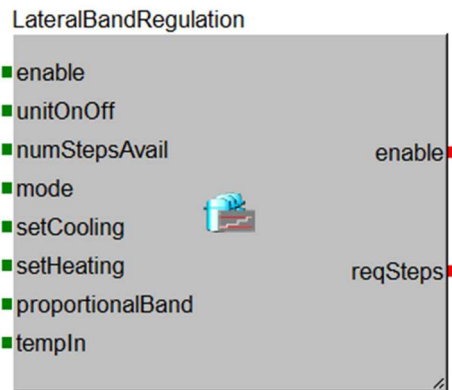 LateralBandRegulation
enable
unitOnOff
numStepsAvail
mode
setCooling
setHeating
proportionalBand
tempIn
enable
reqSteps